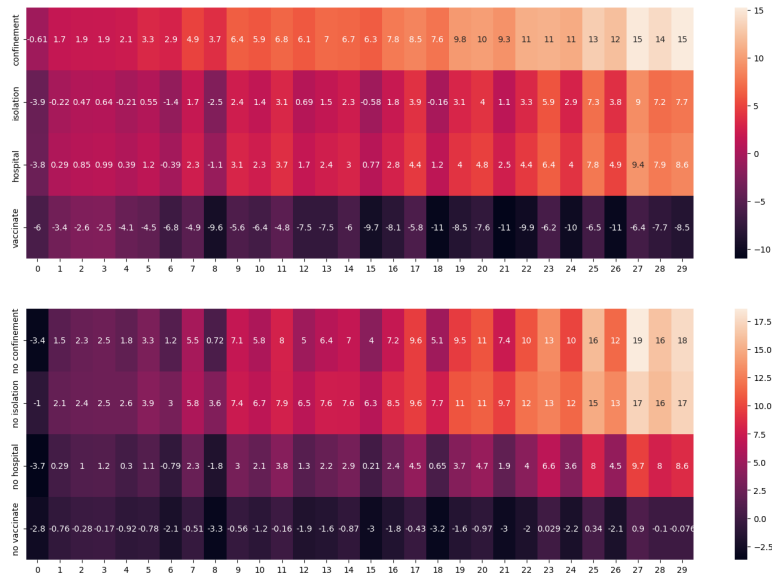 confinement -0.61 1.7 1.9 1.9 2.1 3.3 2.9 4.9 3.7 6.4 5.9 6.8 6.1 7 6.7 6.3 7.8 8.5 7.6 9.8 10 9.3 11 11 11 13 12 15 14 15
isolation -3.9 -0.22 0.47 0.64 -0.21 0.55 -1.4 1.7 -2.5 2.4 1.4 3.1 0.69 1.5 2.3 -0.58 1.8 3.9 -0.16 3.1 4 1.1 3.3 5.9 2.9 7.3 3.8 9 7.2 7.7
hospital -3.8 0.29 0.85 0.99 0.39 1.2 -0.39 2.3 -1.1 3.1 2.3 3.7 1.7 2.4 3 0.77 2.8 4.4 1.2 4 4.8 2.5 4.4 6.4 4 7.8 4.9 9.4 7.9 8.6
vaccinate -6 -3.4 -2.6 -2.5 -4.1 -4.5 -6.8 -4.9 -9.6 -5.6 -6.4 -4.8 -7.5 -7.5 -6 -9.7 -8.1 -5.8 -11 -8.5 -7.6 -11 -9.9 -6.2 -10 -6.5 -11 -6.4 -7.7 -8.5
0 1 2 3 4 5 6 7 8 9 10 11 12 13 14 15 16 17 18 19 20 21 22 23 24 25 26 27 28 29
15
10
5
0
-5
-10
no confinement -3.4 1.5 2.3 2.5 1.8 3.3 1.2 5.5 0.72 7.1 5.8 8 5 6.4 7 4 7.2 9.6 5.1 9.5 11 7.4 10 13 10 16 12 19 16 18
no isolation -1 2.1 2.4 2.5 2.6 3.9 3 5.8 3.6 7.4 6.7 7.9 6.5 7.6 7.6 6.3 8.5 9.6 7.7 11 11 9.7 12 13 12 15 13 17 16 17
no hospital -3.7 0.29 1 1.2 0.3 1.1 -0.79 2.3 -1.8 3 2.1 3.8 1.3 2.2 2.9 0.21 2.4 4.5 0.65 3.7 4.7 1.9 4 6.6 3.6 8 4.5 9.7 8 8.6
no vaccinate -2.8 -0.76 -0.28 -0.17 -0.92 -0.78 -2.1 -0.51 -3.3 -0.56 -1.2 -0.16 -1.9 -1.6 -0.87 -3 -1.8 -0.43 -3.2 -1.6 -0.97 -3 -2 0.029 -2.2 0.34 -2.1 0.9 -0.1 -0.076
0 1 2 3 4 5 6 7 8 9 10 11 12 13 14 15 16 17 18 19 20 21 22 23 24 25 26 27 28 29
17.5
15.0
12.5
10.0
7.5
5.0
2.5
0.0
-2.5